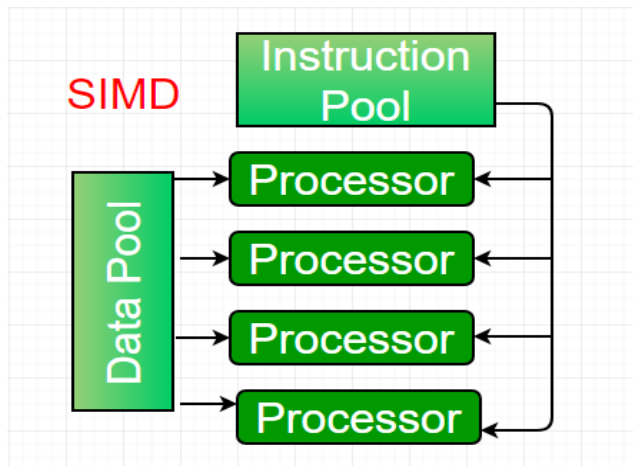 SIMD
Instruction
Pool
Data Pool
Processor
Processor
Processor
Processor